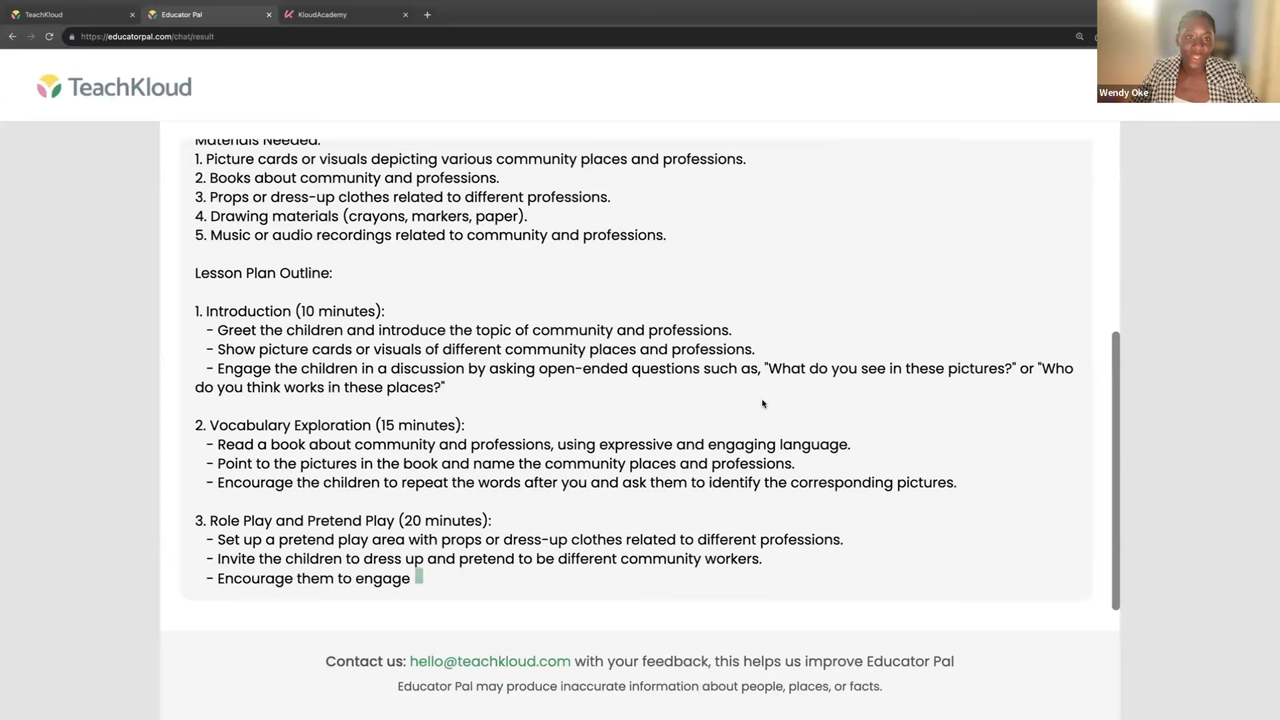 TeachKloud
Educator Pal
KloudAcademy
https://educatorpal.com/chat/result
TeachKloud
Wendy Oke
Materials Needed:
1. Picture cards or visuals depicting various community places and professions.
2. Books about community and professions.
3. Props or dress-up clothes related to different professions.
4. Drawing materials (crayons, markers, paper).
5. Music or audio recordings related to community and professions.
Lesson Plan Outline:
1. Introduction (10 minutes):
- Greet the children and introduce the topic of community and professions.
- Show picture cards or visuals of different community places and professions.
- Engage the children in a discussion by asking open-ended questions such as, "What do you see in these pictures?" or "Who
do you think works in these places?"
2. Vocabulary Exploration (15 minutes):
- Read a book about community and professions, using expressive and engaging language.
- Point to the pictures in the book and name the community places and professions.
- Encourage the children to repeat the words after you and ask them to identify the corresponding pictures.
3. Role Play and Pretend Play (20 minutes):
- Set up a pretend play area with props or dress-up clothes related to different professions.
- Invite the children to dress up and pretend to be different community workers.
- Encourage them to engage
Contact us: hello@teachkloud.com with your feedback, this helps us improve Educator Pal
Educator Pal may produce inaccurate information about people, places, or facts.